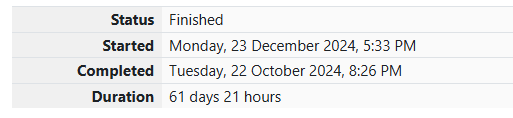 Status Finished
Started Monday, 23 December 2024, 5:33 PM
Completed Tuesday, 22 October 2024, 8:26 PM
Duration 61 days 21 hours